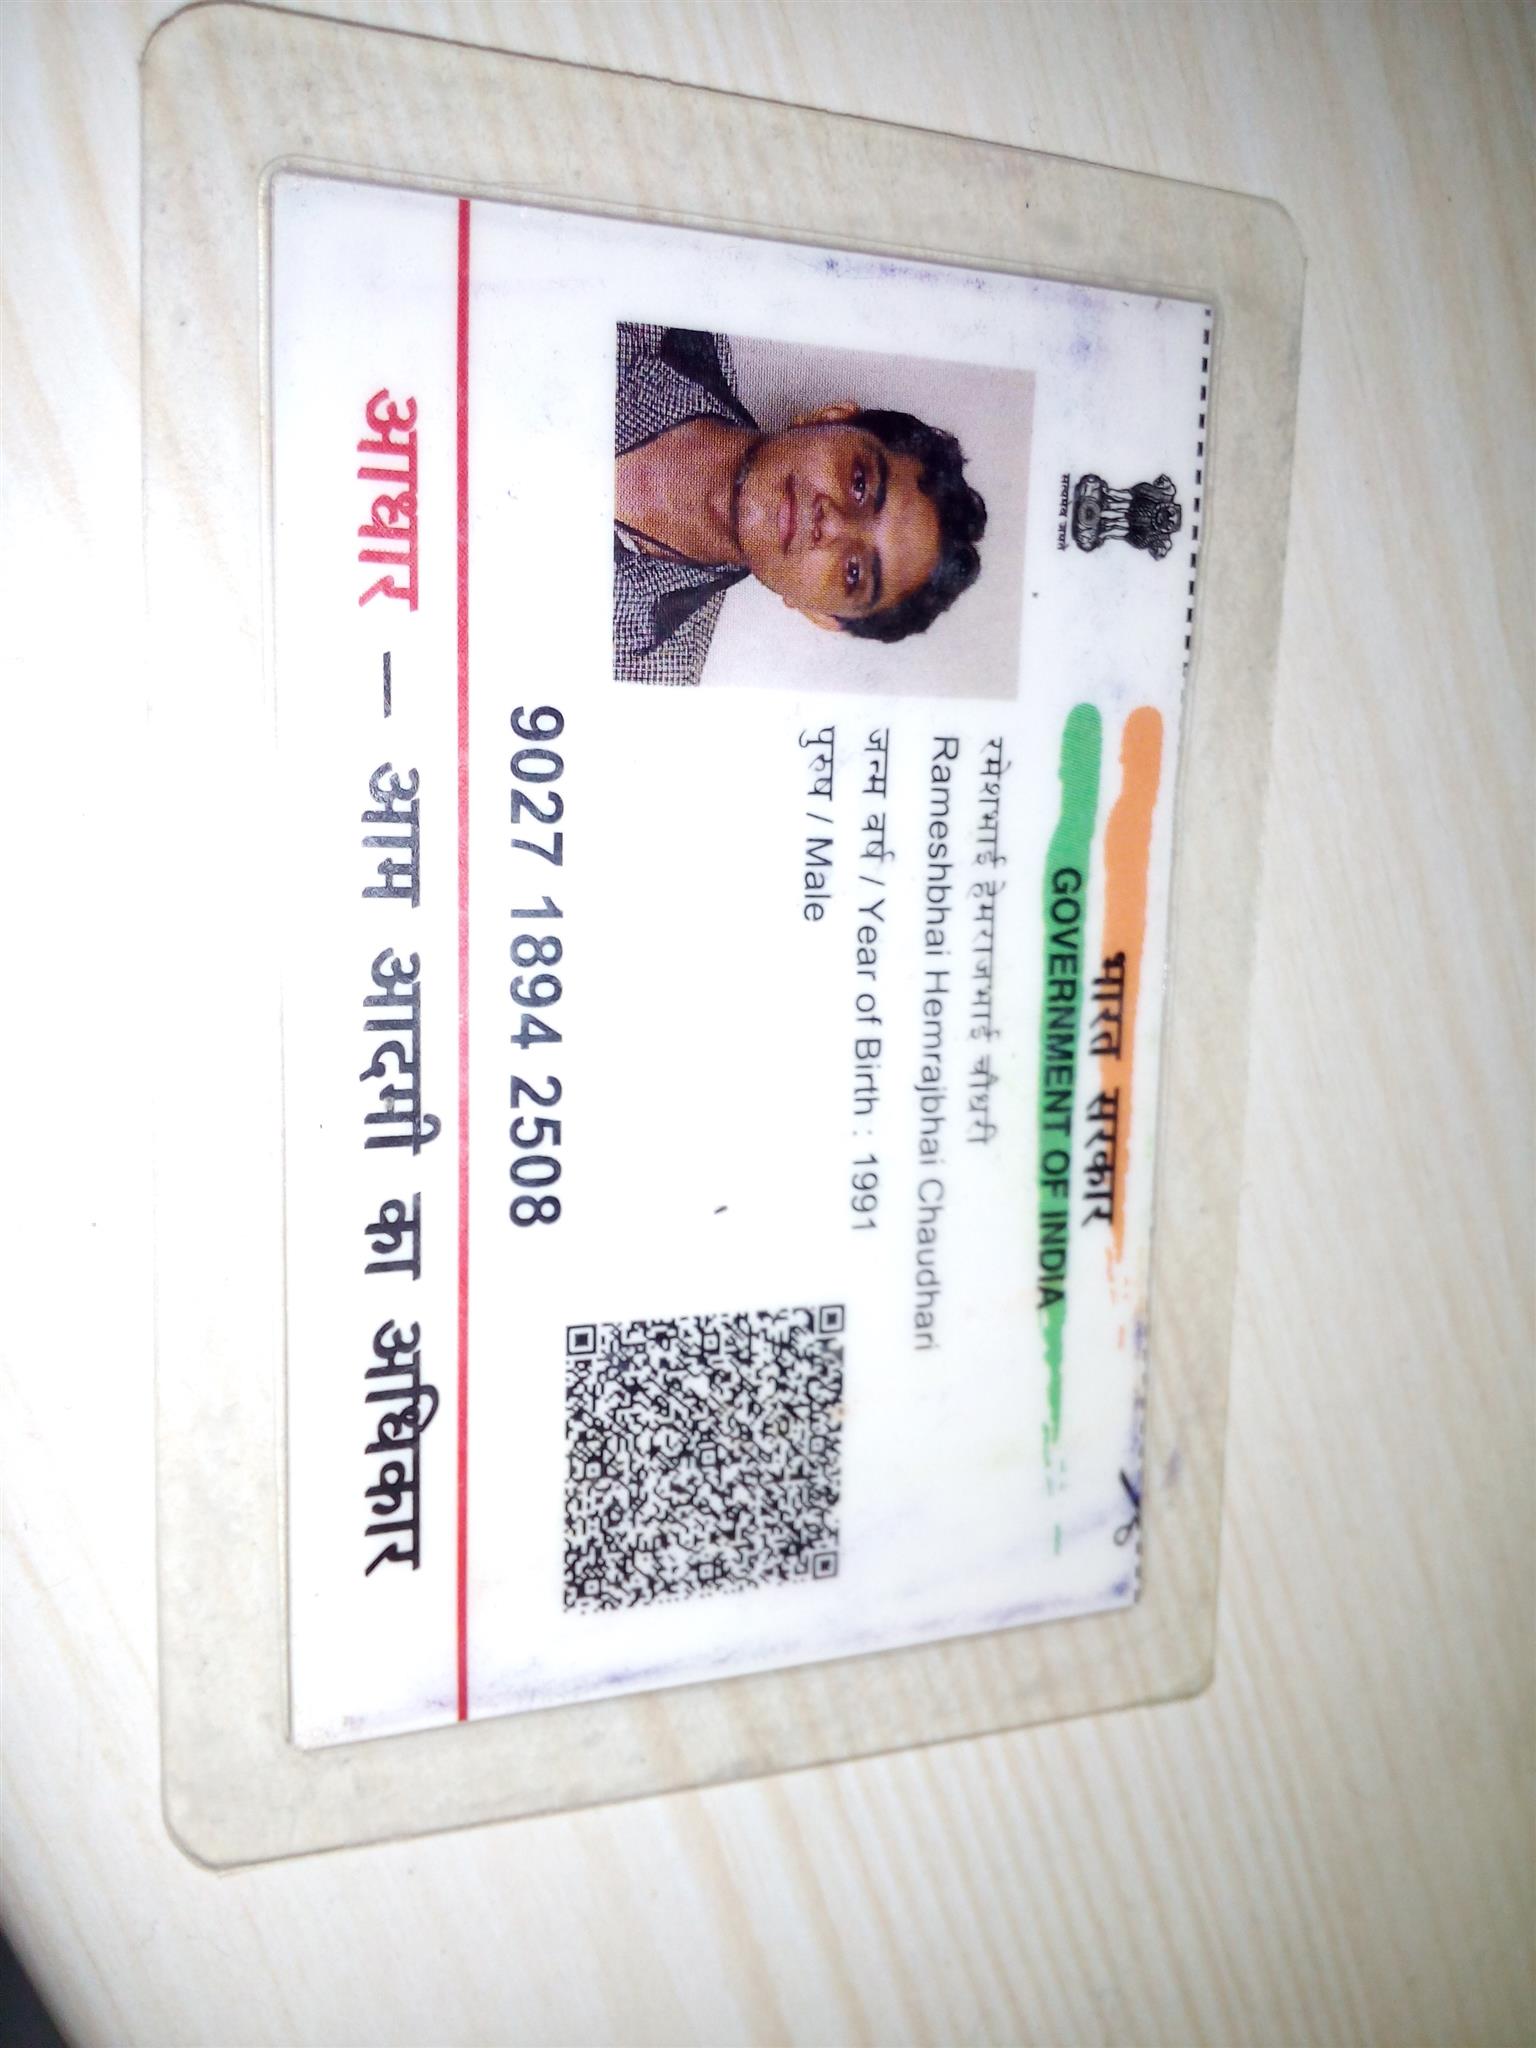 सत्यमेव जयते
भारत सरकार
GOVERNMENT OF INDIA
रमेशभाई हेमराजभाई चौधरी
Rameshbhai Hemrajbhai Chaudhari
जन्म वर्ष / Year of Birth : 1991
पुरुष / Male
9027 1894 2508
आधार – आम आदमी का अधिकार